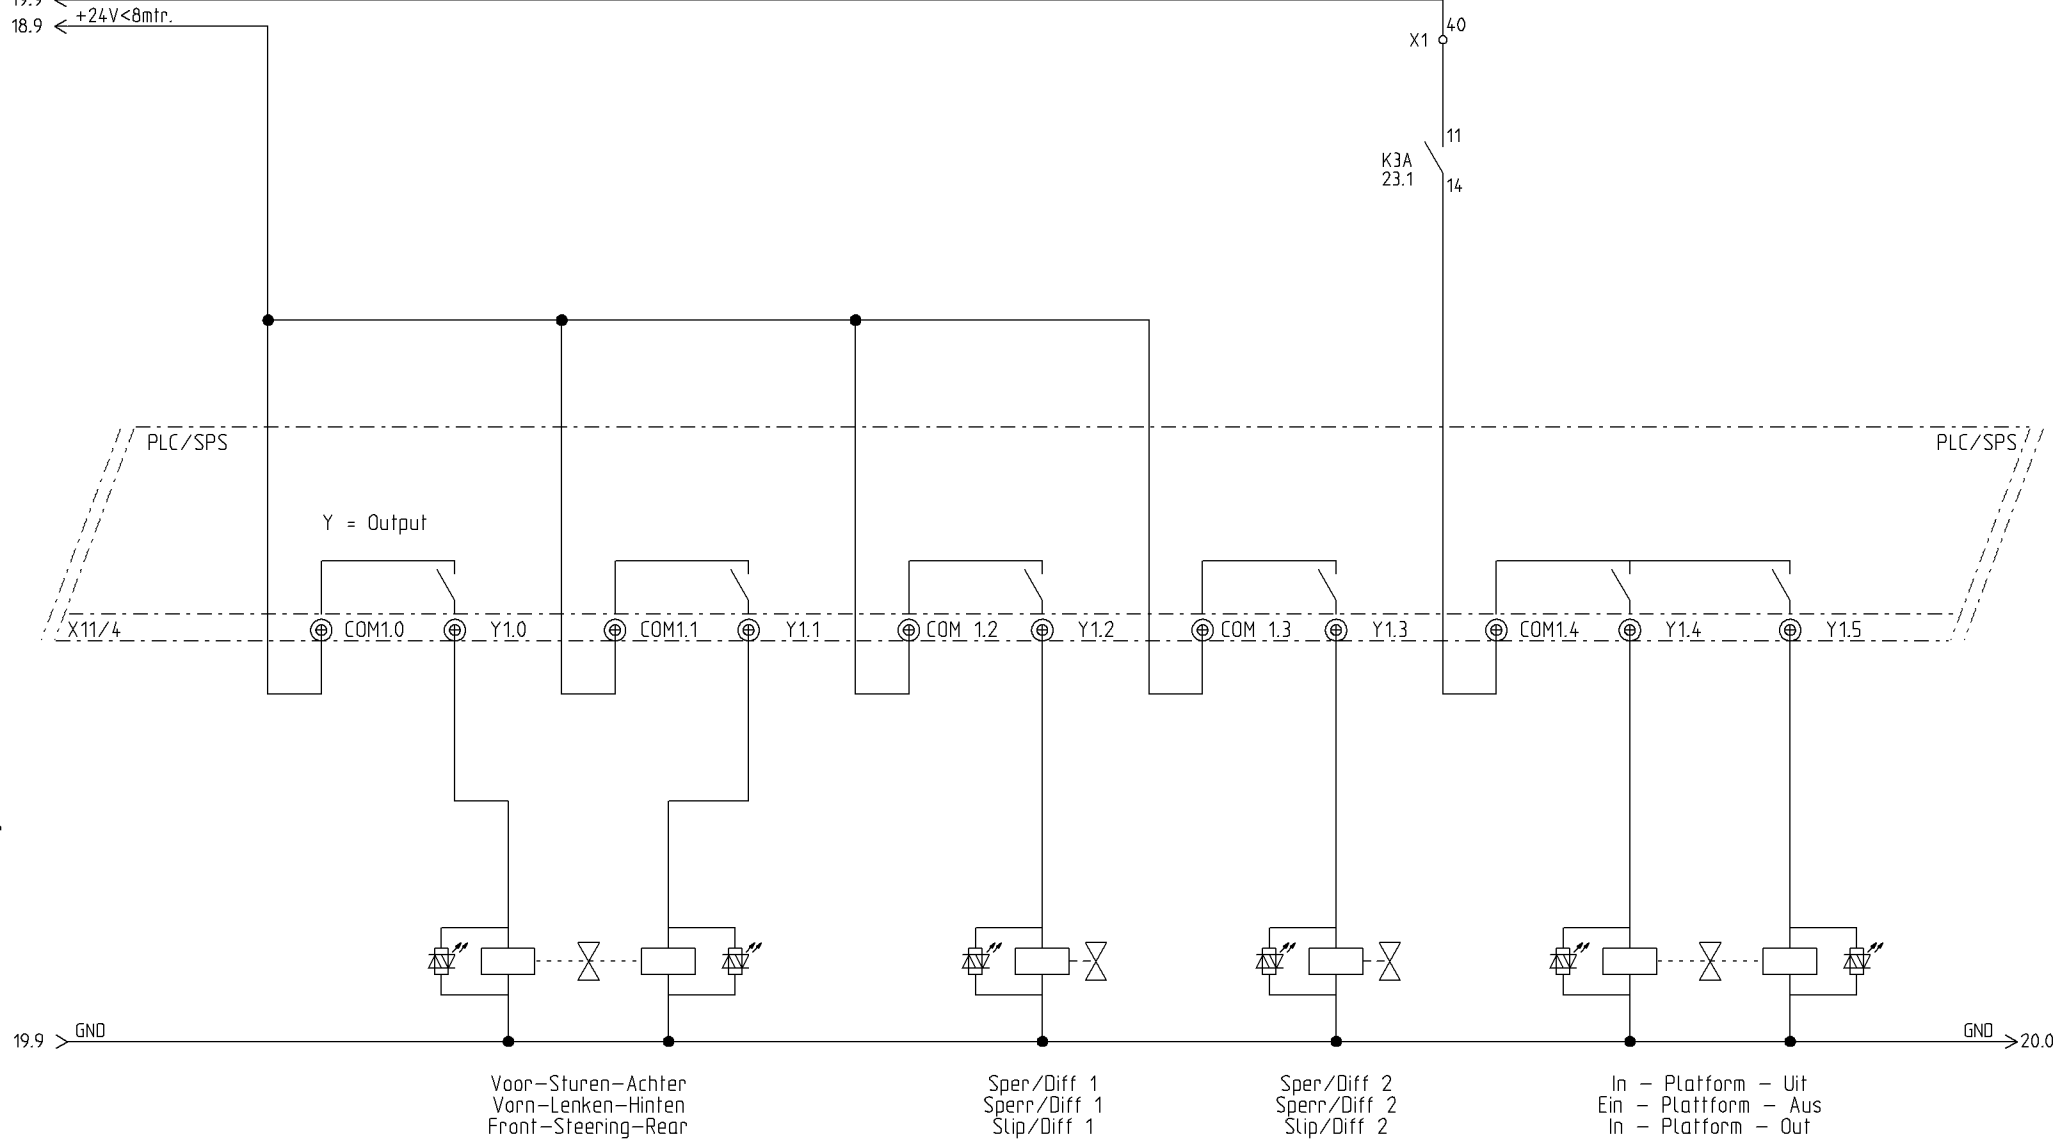 +24V<8mtr.
18.9
40
X1
11
K3A
23.1
14
PLC/SPS
PLC/SPS
Y = Output
X11/4
COM1.0
Y1.0
COM1.1
Y1.1
COM 1.2
Y1.2
COM 1.3
Y1.3
COM1.4
Y1.4
Y1.5
19.9
GND
GND
20.0
Voor-Sturen-Achter
Vorn-Lenken-Hinten
Front-Steering-Rear
Sper/Diff 1
Sperr/Diff 1
Slip/Diff 1
Sper/Diff 2
Sperr/Diff 2
Slip/Diff 2
In - Platform - Uit
Ein - Plattform - Aus
In - Platform - Out